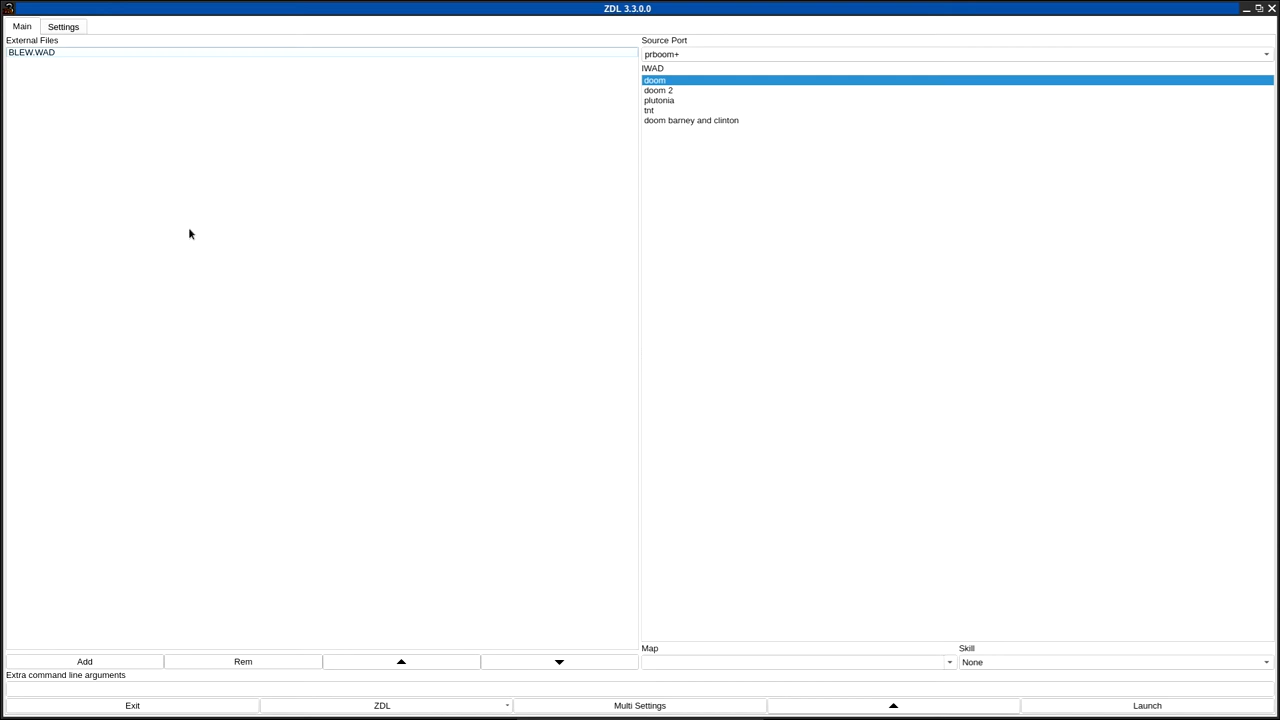 ZDL 3.3.0.0
Main
Settings
External Files
BLEW.WAD
Source Port
prboom+
IWAD
doom
doom 2
plutonia
tnt
doom barney and clinton
Add
Rem
Map
Skill
None
Extra command line arguments
Exit
ZDL
Multi Settings
Launch